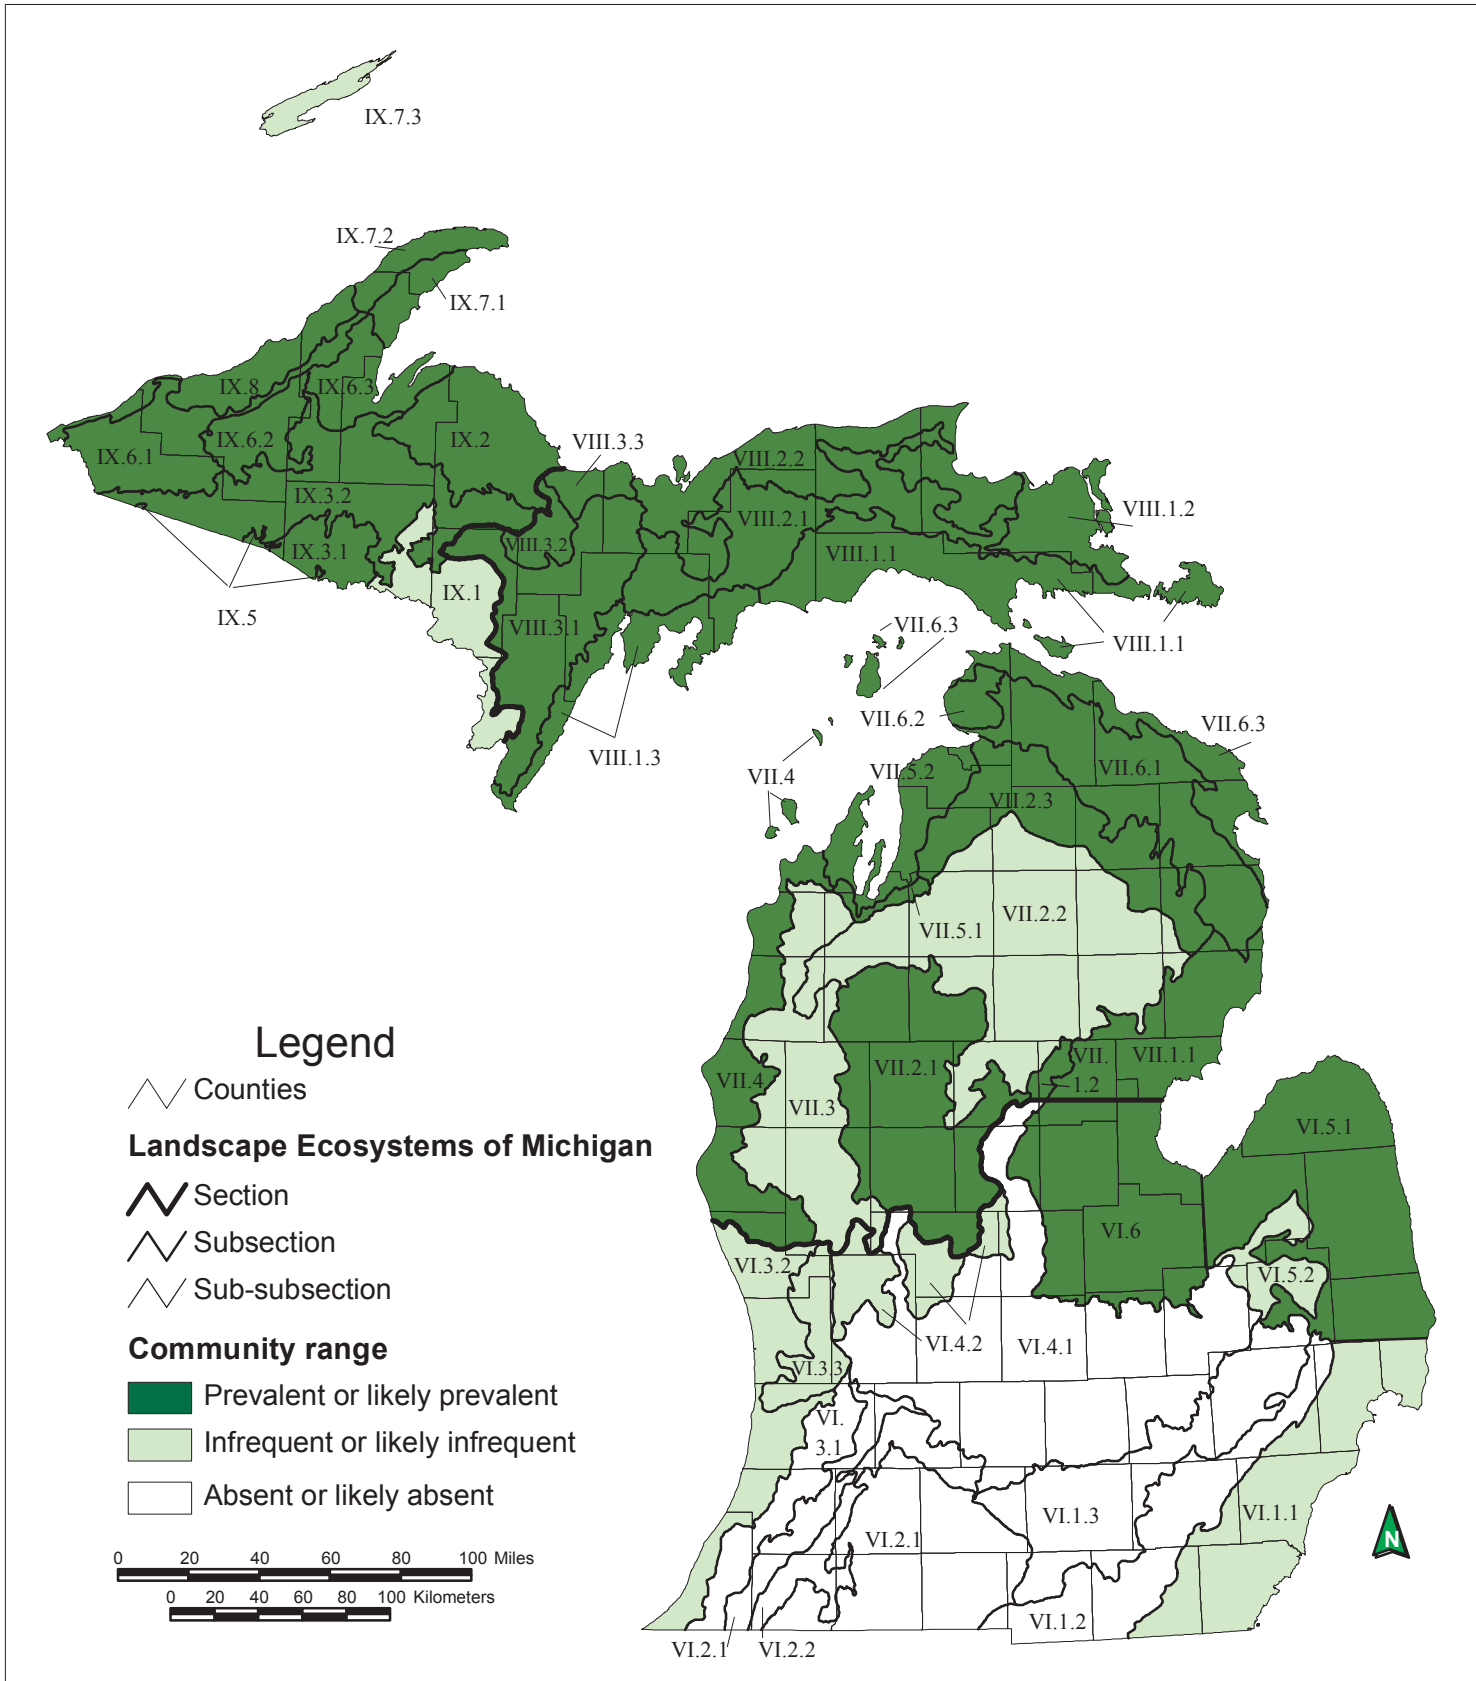 IX.7.3
IX.7.2
IX.7.1
IX.8
IX.6.3
IX.6.2
IX.2
IX.6.1
VIII.3.3
VIII.2.2
IX.3.2
VIII.2.1
VIII.1.2
IX.3.1
VIII.3.2
VIII.1.1
IX.1
IX.5
VIII.3.1
VII.6.3
VIII.1.1
VII.6.2
VII.6.3
VIII.1.3
VII.6.1
VII.5.2
VII.4
VII.2.3
VII.2.2
VII.5.1
Legend
Counties
Landscape Ecosystems of Michigan
Section
Subsection
Sub-subsection
Community range
Prevalent or likely prevalent
Infrequent or likely infrequent
Absent or likely absent
0 20 40 60 80 100 Miles
0 20 40 60 80 100 Kilometers
VII.
1.2
VII.1.1
VII.2.1
VII.4
VII.3
VI.5.1
VI.6
VI.3.2
VI.5.2
VI.4.2
VI.4.1
VI.3.3
VI.
3.1
VI.1.3
VI.1.1
VI.2.1
VI.1.2
VI.2.1
VI.2.2
N